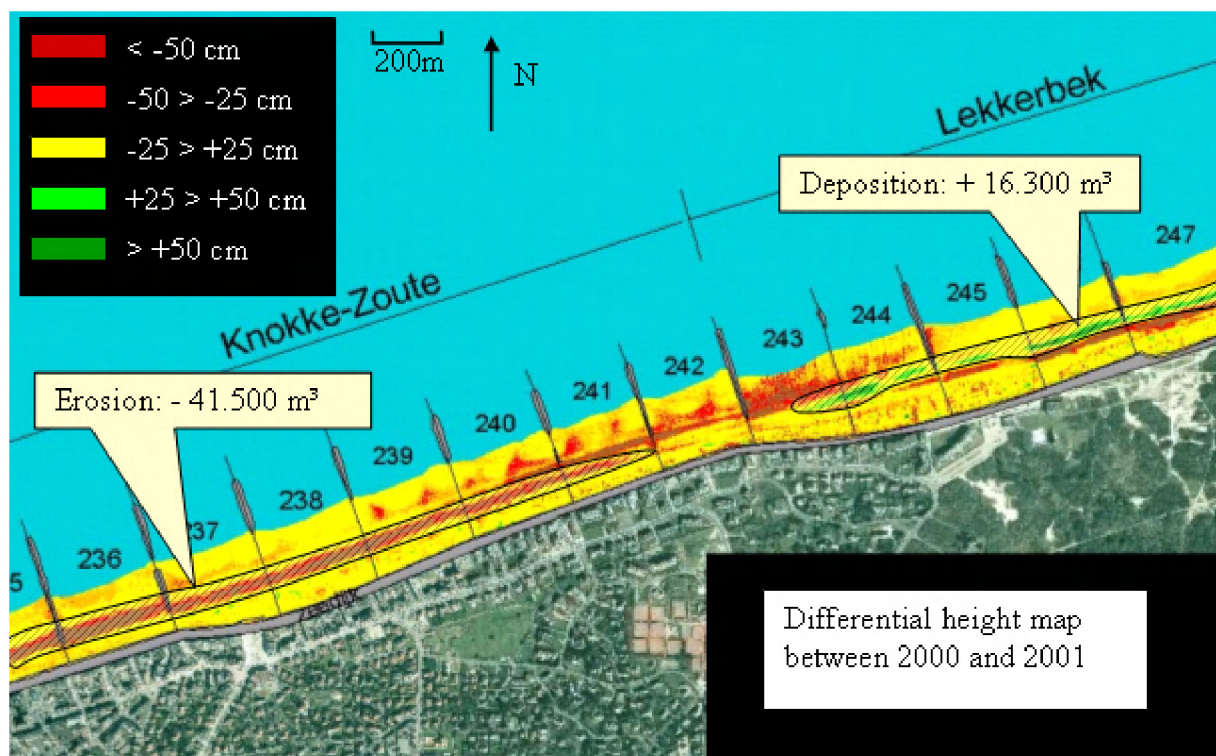 < -50 cm
-50 > -25 cm
-25 > +25 cm
+25 > +50 cm
> +50 cm
200m
N
Lekkerbek
Deposition: + 16.300 m³
Knokke-Zoute
247
245
244
243
242
241
240
239
238
237
236
5
Erosion: - 41.500 m³
Differential height map
between 2000 and 2001